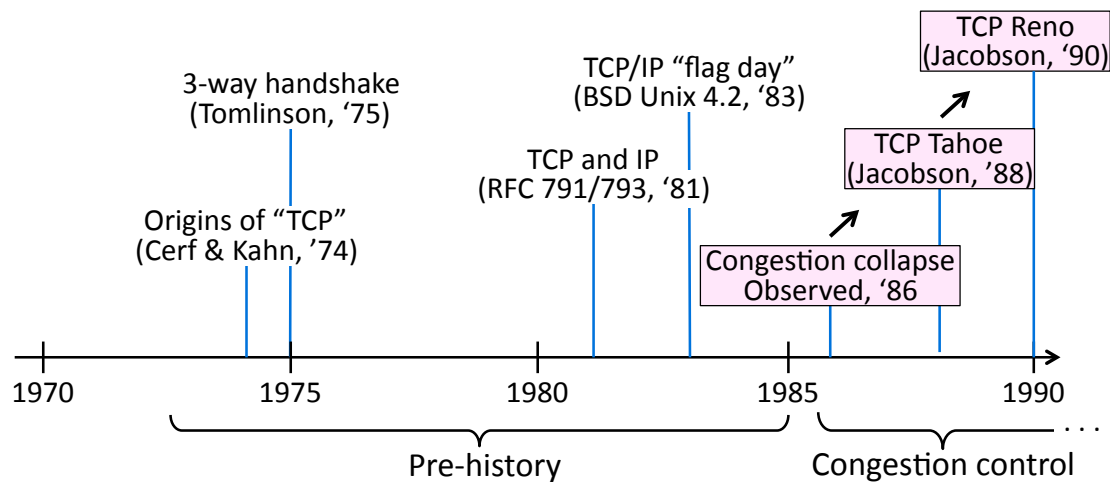 TCP Reno
(Jacobson, ‘90)
3-way handshake
(Tomlinson, ‘75)
TCP/IP “flag day”
(BSD Unix 4.2, ‘83)
TCP Tahoe
(Jacobson, ’88)
TCP and IP
(RFC 791/793, ‘81)
Origins of “TCP”
(Cerf & Kahn, ’74)
Congestion collapse
Observed, ‘86
1970
1975
1980
1985
1990
. . .
Pre-history
Congestion control